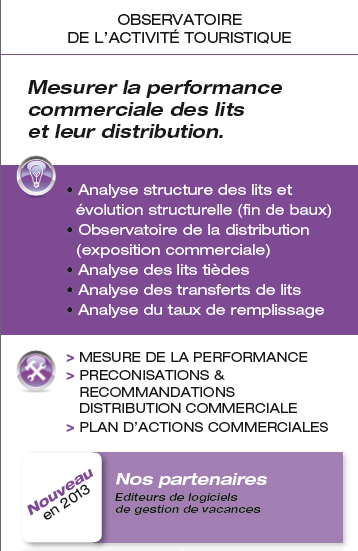 OBSERVATOIRE
DE L'ACTIVITÉ TOURISTIQUE
Mesurer la performance
commerciale des lits
et leur distribution.
• Analyse structure des lits et
évolution structurelle (fin de baux)
• Observatoire de la distribution
(exposition commerciale)
• Analyse des lits tièdes
• Analyse des transferts de lits
• Analyse du taux de remplissage
> MESURE DE LA PERFORMANCE
> PRECONISATIONS &
RECOMMANDATIONS
DISTRIBUTION COMMERCIALE
> PLAN D'ACTIONS COMMERCIALES
Nouveau
en 2013
Nos partenaires
Editeurs de logiciels
de gestion de vacances